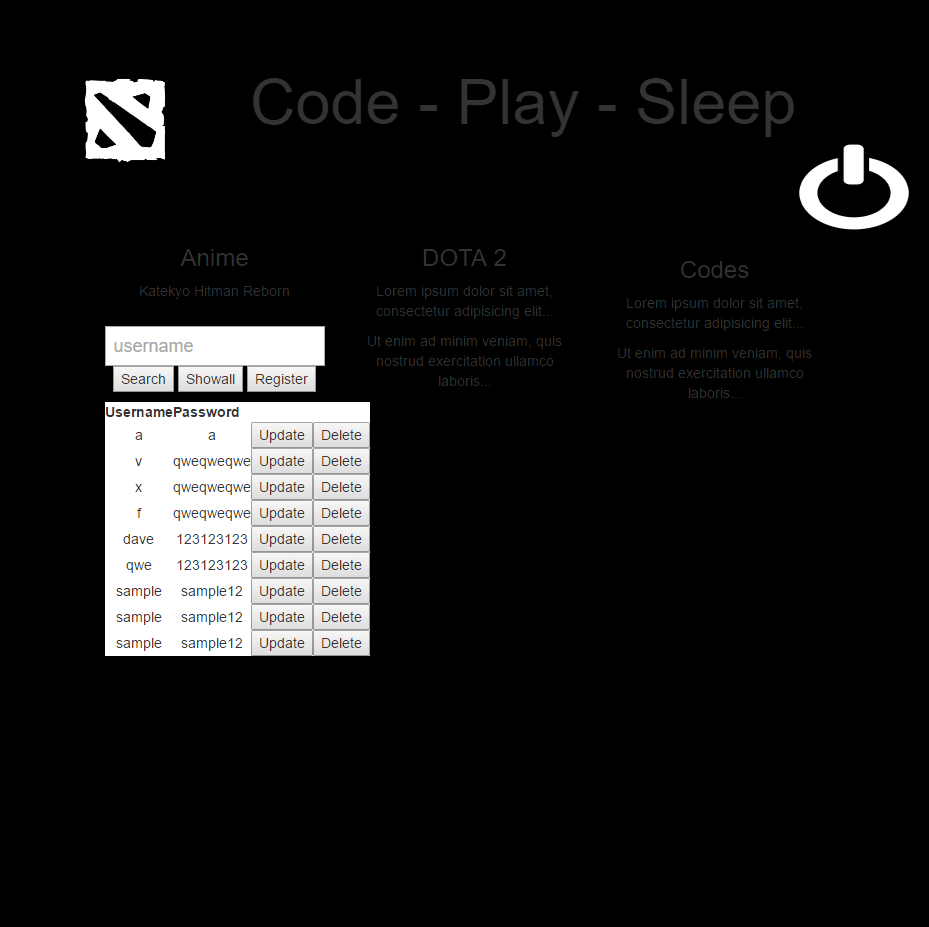 Code - Play - Sleep
Anime
Katekyo Hitman Reborn
username
Search Showall Register
UsernamePassword
a a Update Delete
v qweqweqwe Update Delete
x qweqweqwe Update Delete
f qweqweqwe Update Delete
dave 123123123 Update Delete
qwe 123123123 Update Delete
sample sample12 Update Delete
sample sample12 Update Delete
sample sample12 Update Delete
DOTA 2
Lorem ipsum dolor sit amet,
consectetur adipisicing elit...
Ut enim ad minim veniam, quis
nostrud exercitation ullamco
laboris...
Codes
Lorem ipsum dolor sit amet,
consectetur adipisicing elit...
Ut enim ad minim veniam, quis
nostrud exercitation ullamco
laboris...